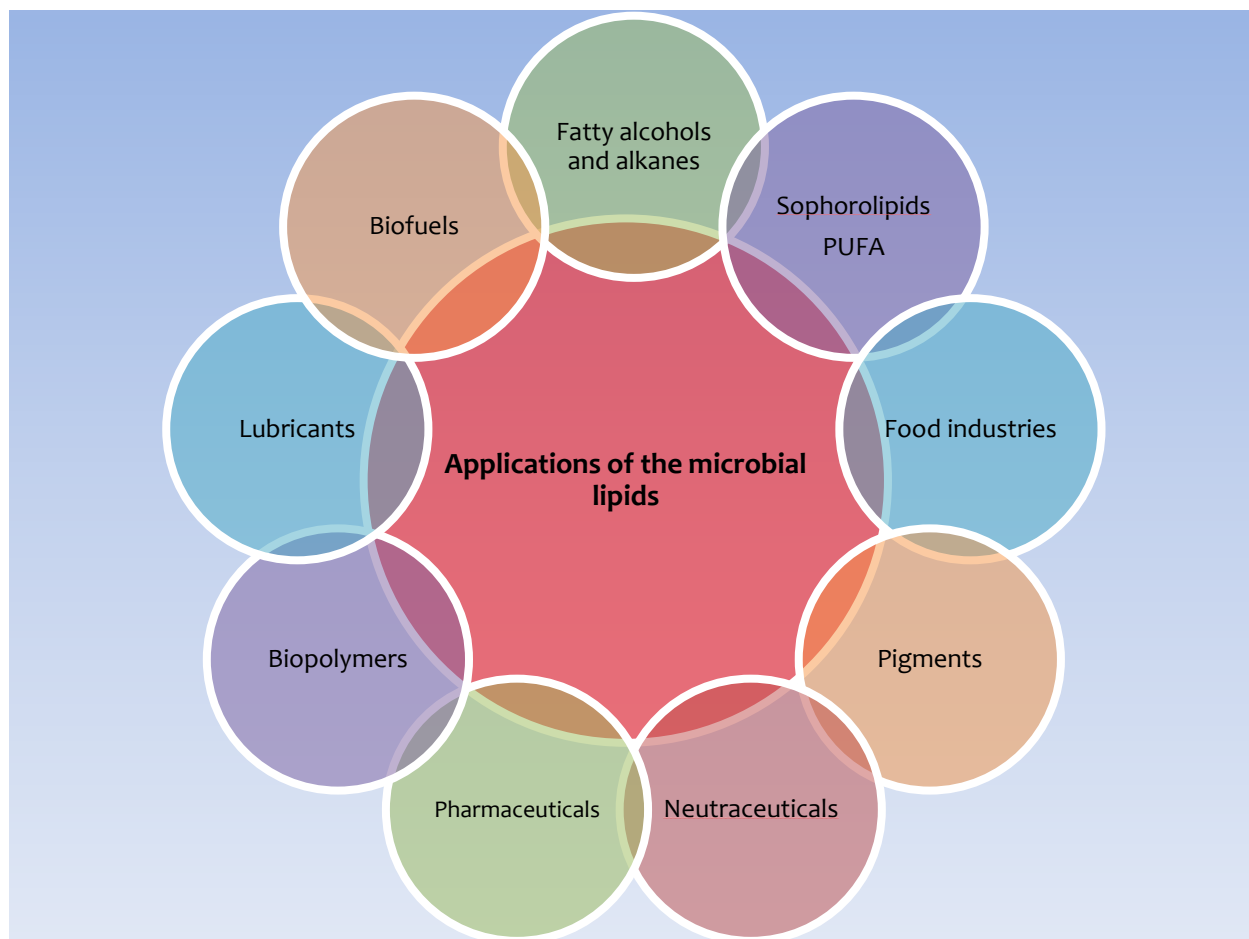 Fatty alcohols
and alkanes
Sophorolipids
PUFA
Food industries
Pigments
Neutraceuticals
Pharmaceuticals
Biopolymers
Lubricants
Biofuels
Applications of the microbial
lipids